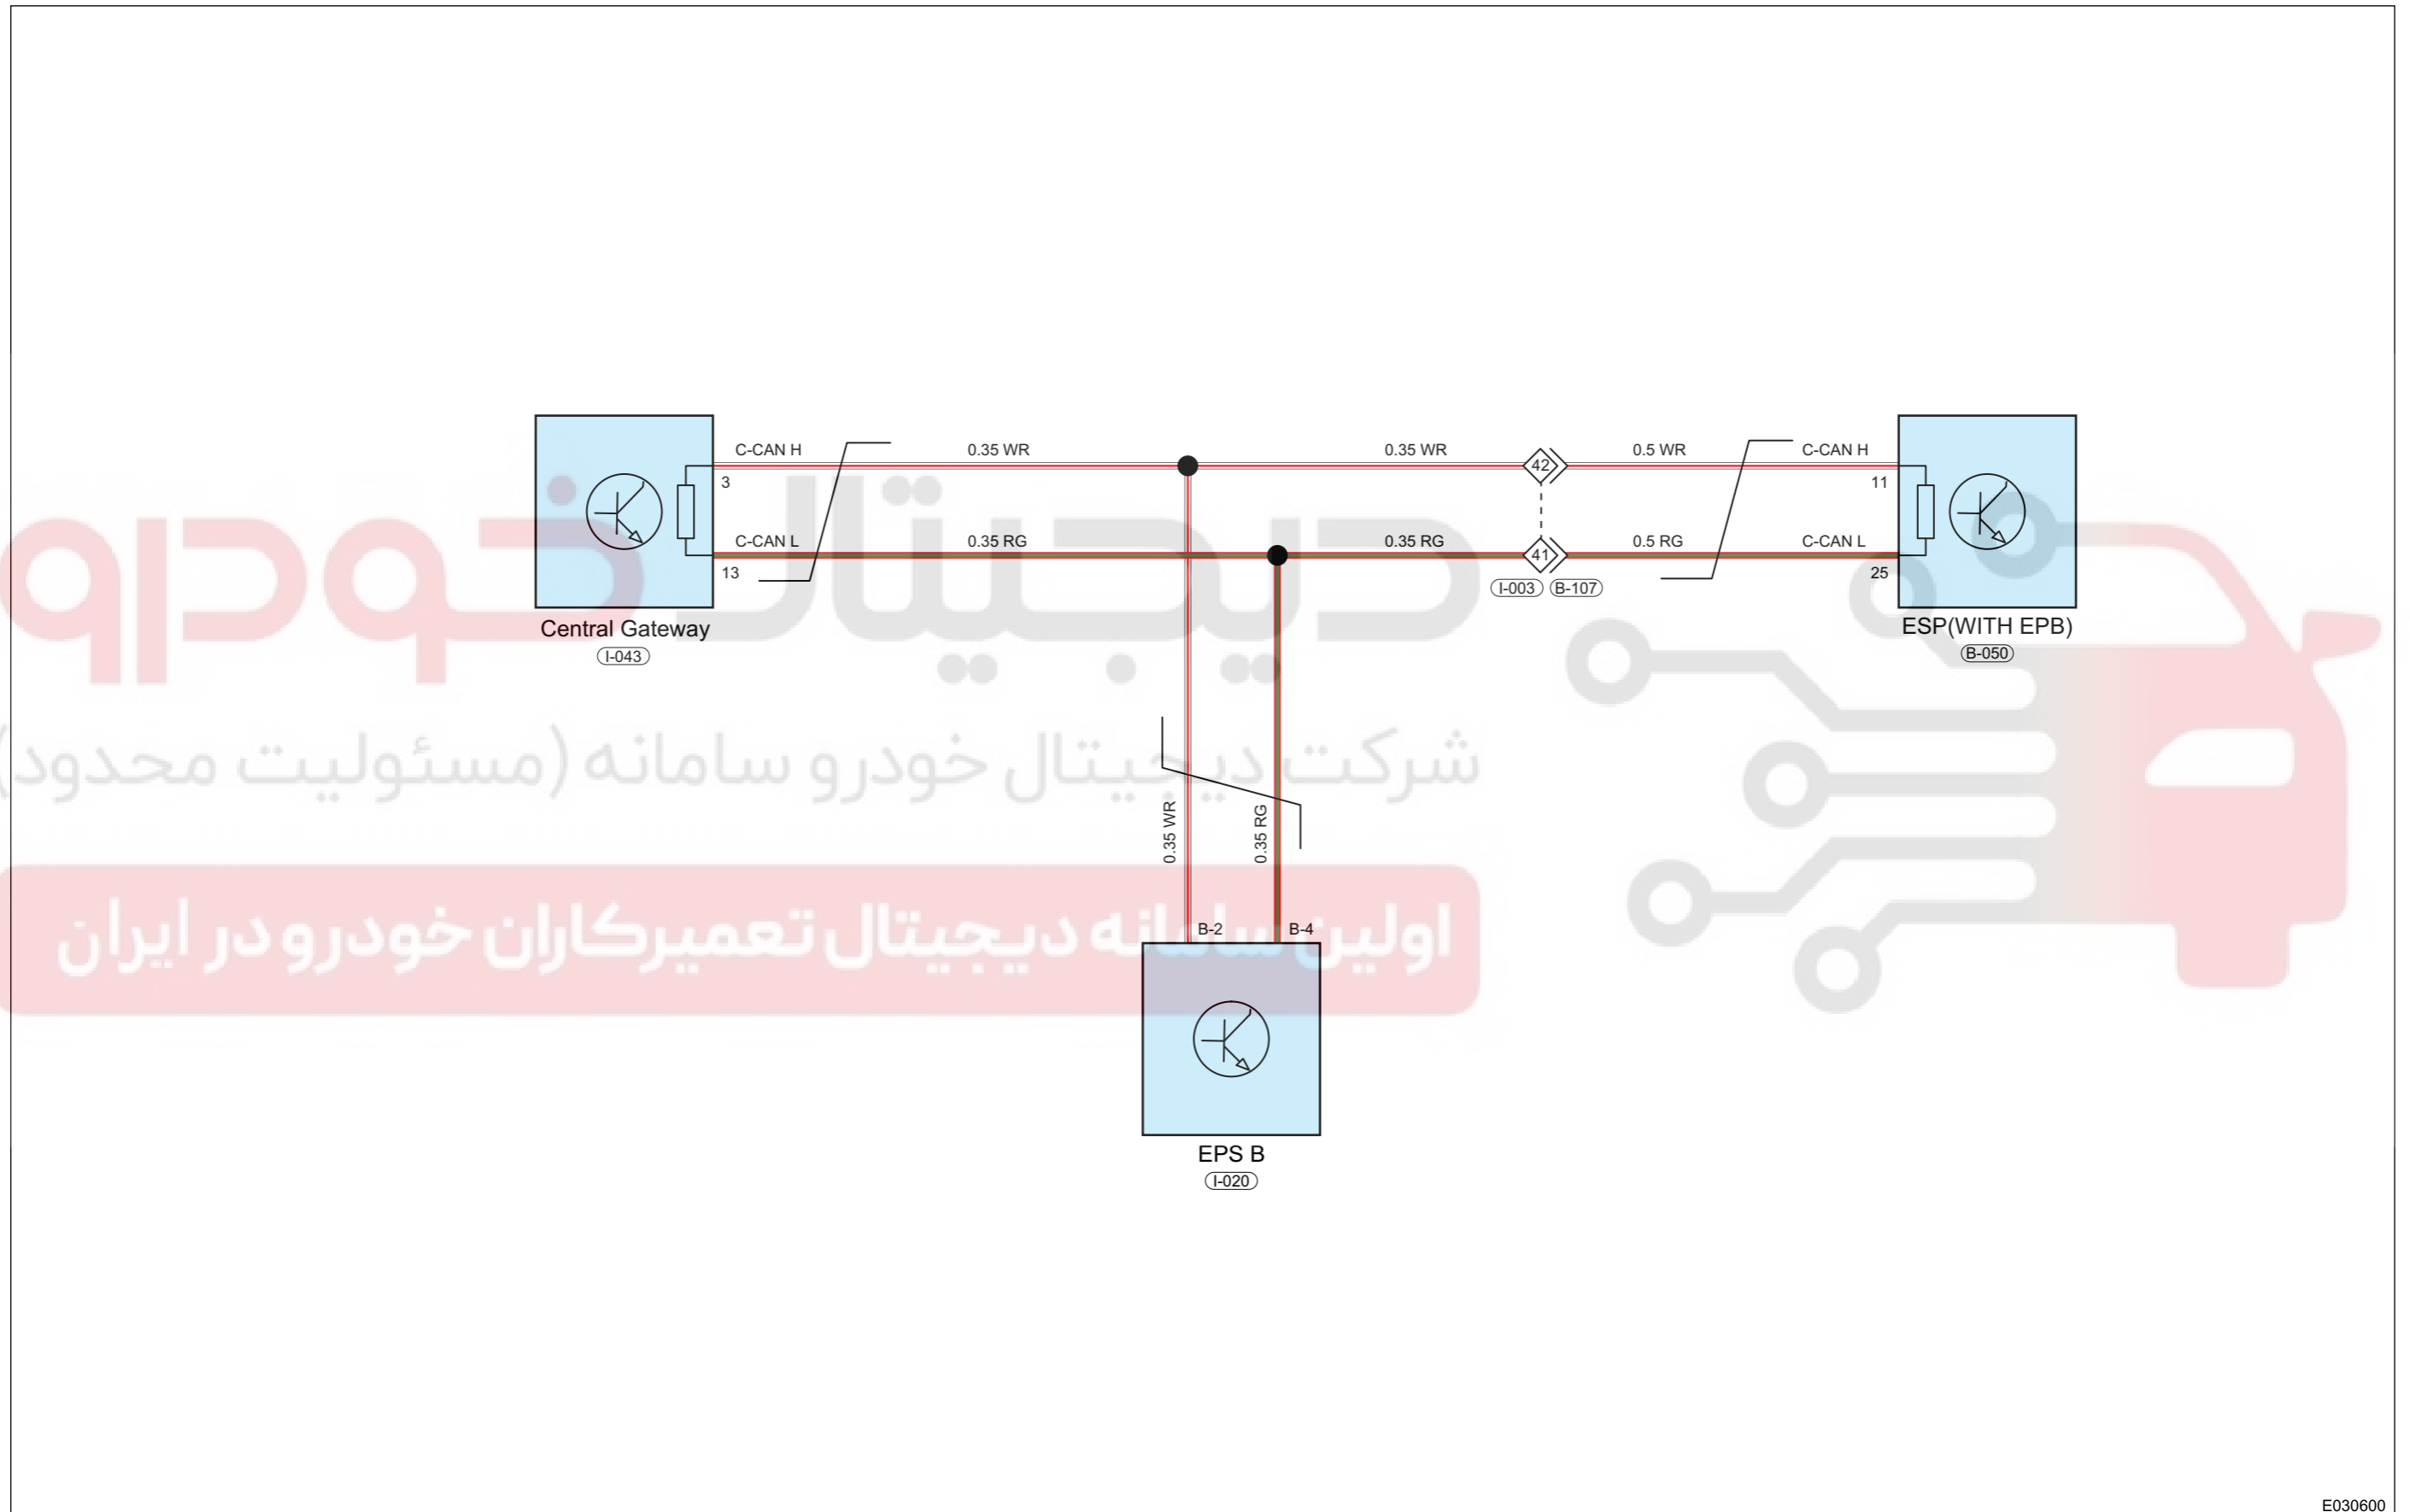 C-CAN H
0.35 WR
0.35 WR
42
0.5 WR
C-CAN H
3
11
C-CAN L
0.35 RG
0.35 RG
41
0.5 RG
C-CAN L
13
25
I-003
B-107
Central Gateway
I-043
ESP(WITH EPB)
B-050
دیجیتال خودرو
شرکت دیجیتال خودرو سامانه (مسئولیت محدود)
0.35 WR
0.35 RG
اولین سامانه دیجیتال تعمیرکاران خودرو در ایران
B-2
B-4
EPS B
I-020
E030600